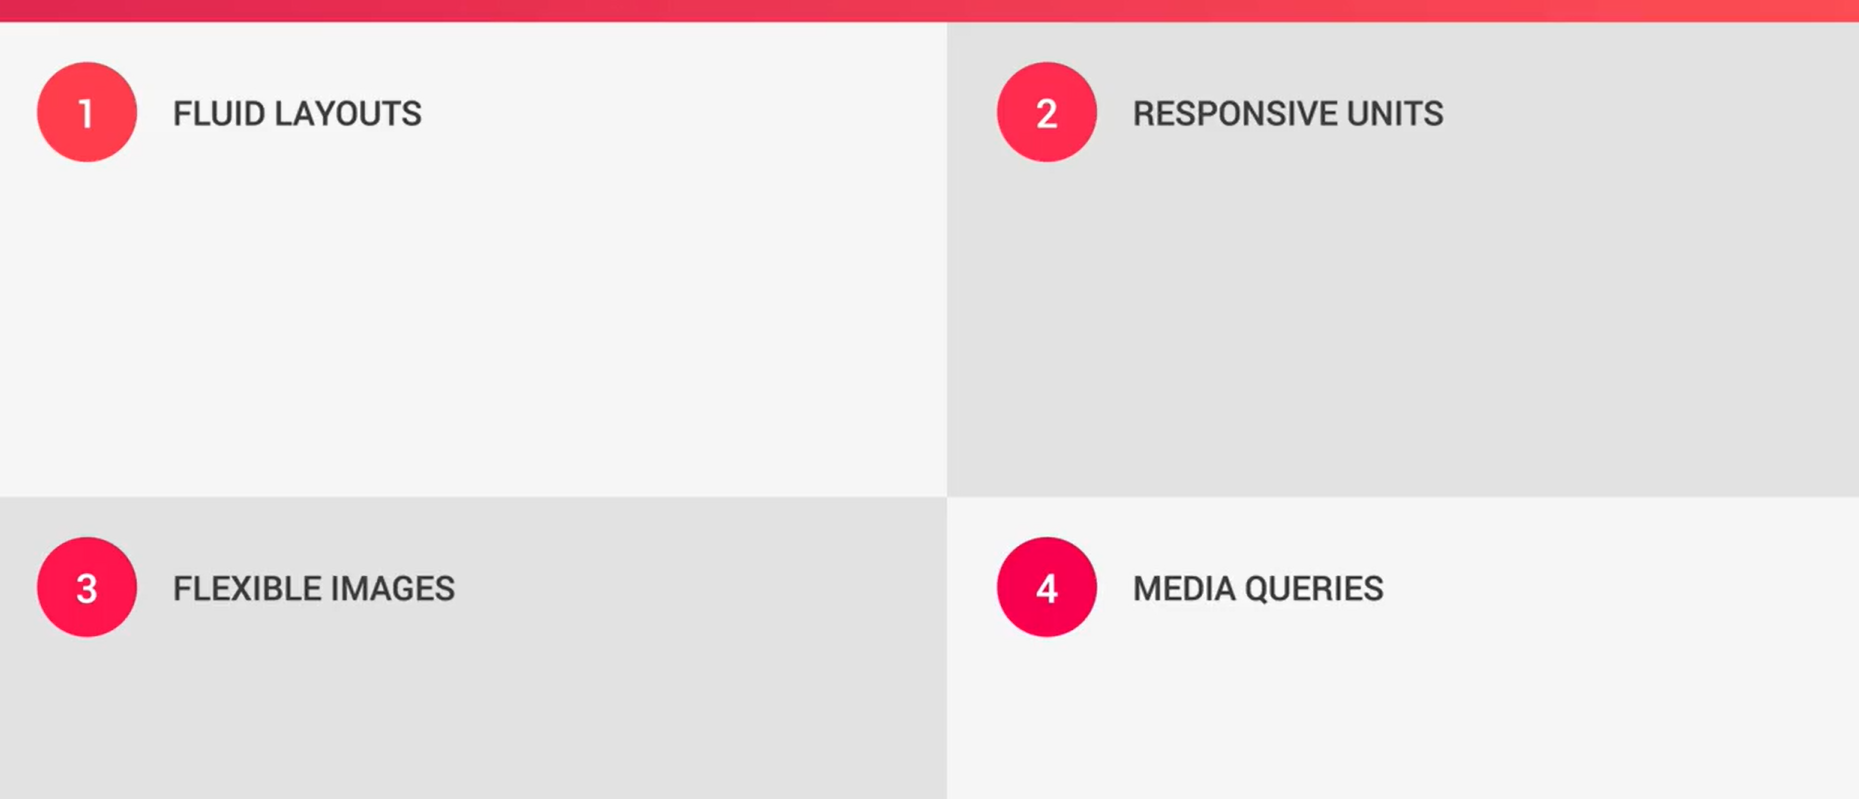 1 FLUID LAYOUTS
2 RESPONSIVE UNITS
3 FLEXIBLE IMAGES
4 MEDIA QUERIES